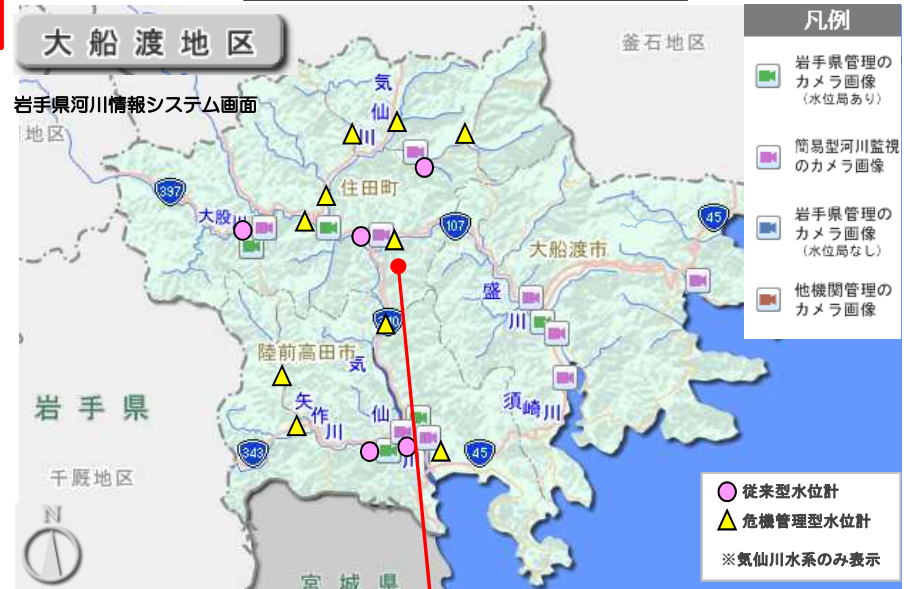 大船渡地区
岩手県河川情報システム画面
地区
釜石地区
気
仙
川
住田町
397
大股川
107
45
大船渡市
盛
川
陸前高田市
気
仙
川
岩手県
矢作
川
須崎川
343
45
千厩地区
N
宮城県
凡例
岩手県管理の
カメラ画像
(水位局あり)
簡易型河川監視
のカメラ画像
岩手県管理の
カメラ画像
(水位局なし)
他機関管理の
カメラ画像
従来型水位計
危機管理型水位計
※気仙川水系のみ表示